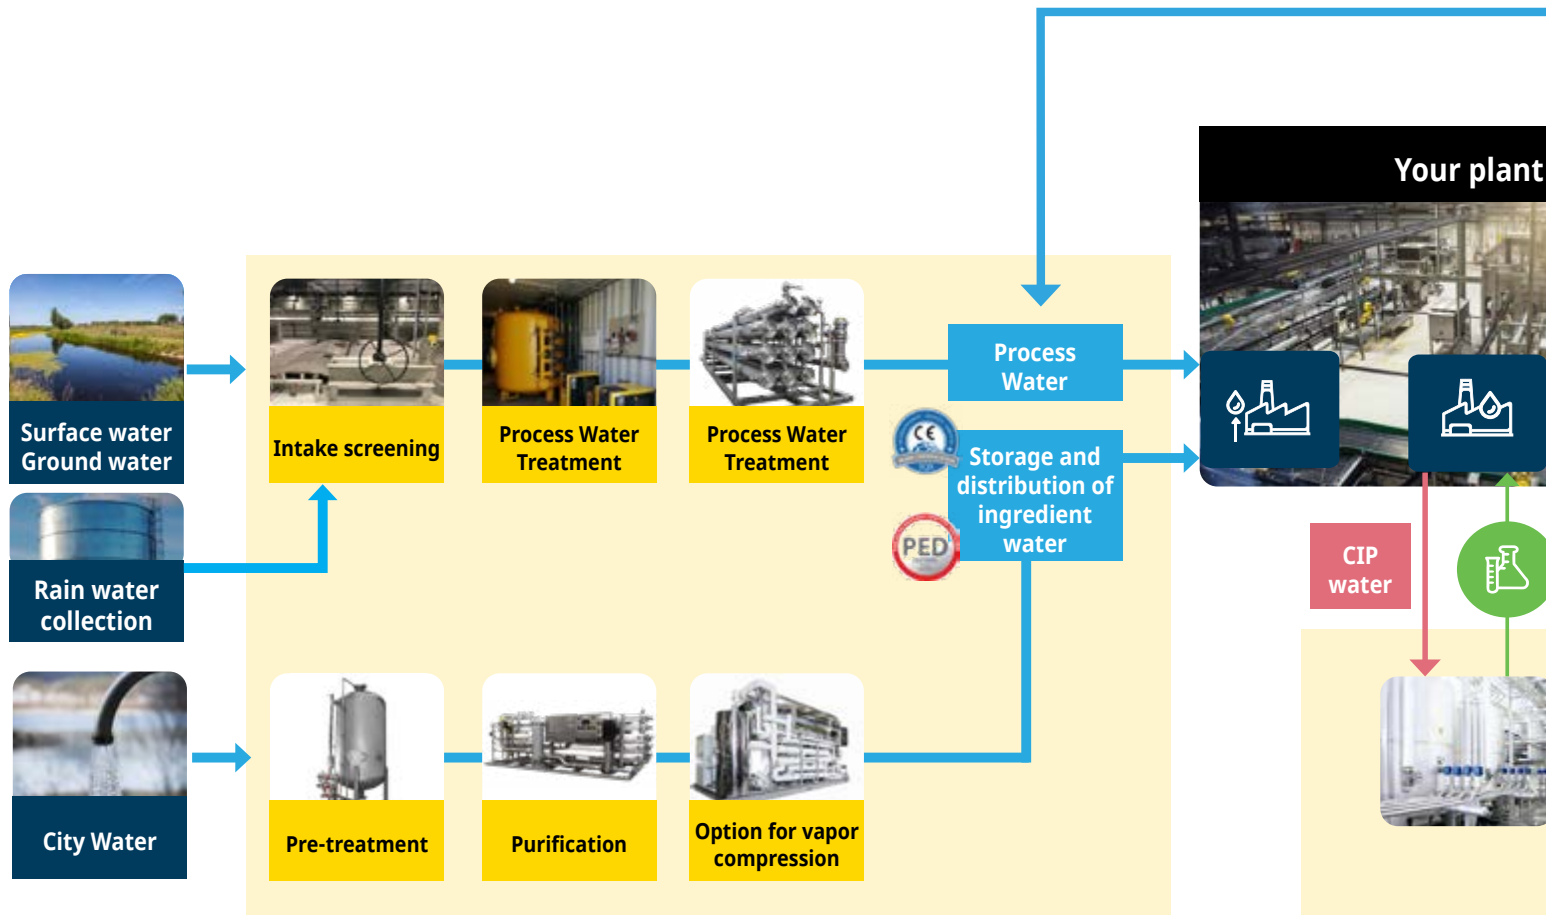 Your plant
Surface water
Ground water
Intake screening
Process Water
Treatment
Process Water
Treatment
Process
Water
CE
Storage and
distribution of
ingredient
water
PED
Rain water
collection
CIP
water
City Water
Pre-treatment
Purification
Option for vapor
compression